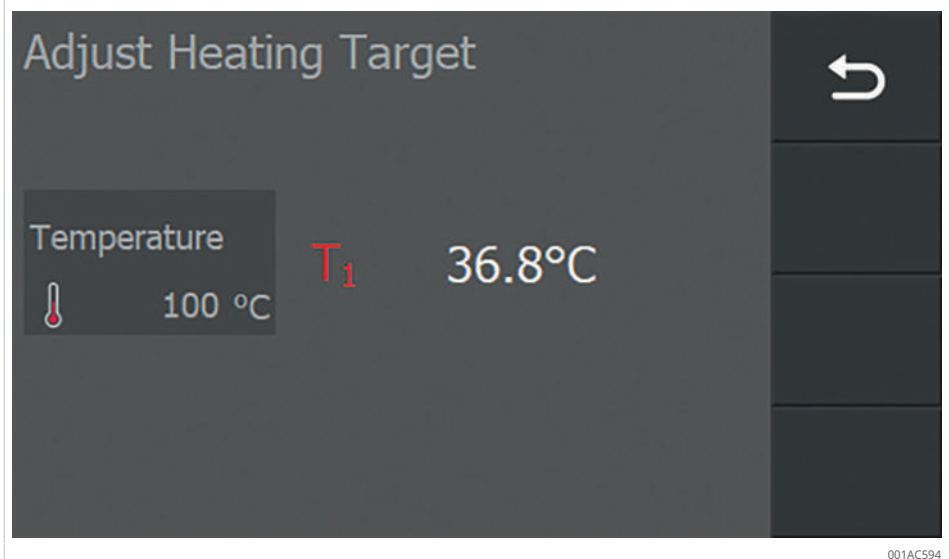 Adjust Heating Target
Temperature
100 °C
T₁ 36.8°C
001AC594